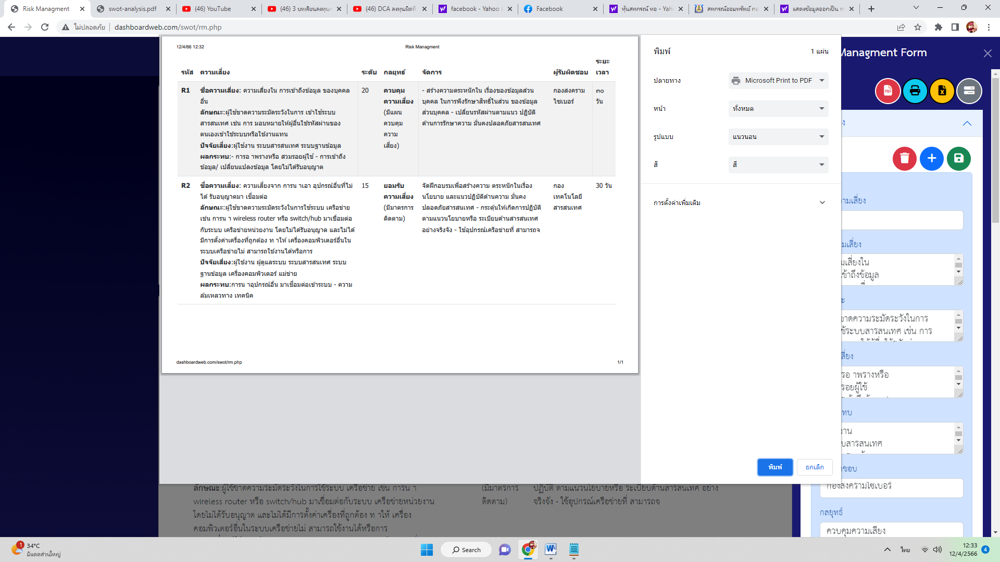 Risk Managment
swot-analysis.pdf
(46) YouTube
(46) 3 บทเรียนลงทุน
(46) DCA ลงทุนผิดที่
facebook - Yahoo
Facebook
หุ้นสหกรณ์ ทอ - Yah
สหกรณ์ออมทรัพย์ กอ
แสดงข้อมูลออกเป็น m
ไม่ปลอดภัย
dashboardweb.com/swot/rm.php
12/4/66 12:32
Risk Managment
รหัส ความเสี่ยง ระดับ กลยุทธ์ จัดการ ผู้รับผิดชอบ ระยะ
เวลา
R1 ชื่อความเสี่ยง: ความเสี่ยงใน การเข้าถึงข้อมูล ของบุคคล
อื่น
ลักษณะ:ผู้ใช้ขาดความระมัดระวังในการ เข้าใช้ระบบ
สารสนเทศ เช่น การ มอบหมายให้ผู้อื่นใช้รหัสผ่านของ
ตนเองเข้าใช้ระบบหรือใช้งานแทน
ปัจจัยเสี่ยง:ผู้ใช้งาน ระบบสารสนเทศ ระบบฐานข้อมูล
ผลกระทบ:- การอ าพรางหรือ สวมรอยผู้ใช้ - การเข้าถึง
ข้อมูล/ เปลี่ยนแปลงข้อมูล โดยไม่ได้รับอนุญาต
20
ควบคุม
ความเสี่ยง
(มีแผน
ควบคุม
ความ
เสี่ยง)
- สร้างความตระหนักใน เรื่องของข้อมูลส่วน
บุคคล ในการพึงรักษาสิทธิ์ในส่วน ของข้อมูล
ส่วนบุคคล - เปลี่ยนรหัสผ่านตามแนว ปฏิบัติ
ด้านการรักษาความ มั่นคงปลอดภัยสารสนเทศ
กองสงคราม
ไซเบอร์
๓๐
วัน
R2 ชื่อความเสี่ยง: ความเสี่ยงจาก การน าเอา อุปกรณ์อื่นที่ไม่
ได้ รับอนุญาตมา เชื่อมต่อ
ลักษณะ:ผู้ใช้ขาดความระมัดระวังในการใช้ระบบ เครือข่าย
เช่น การน า wireless router หรือ switch/hub มาเชื่อมต่อ
กับระบบ เครือข่ายหน่วยงาน โดยไม่ได้รับอนุญาต และไม่ได้
มีการตั้งค่าเครื่องที่ถูกต้อง ท าให้ เครื่องคอมพิวเตอร์อื่นใน
ระบบเครือข่ายไม่ สามารถใช้งานได้หรือการ
ปัจจัยเสี่ยง:ผู้ใช้งาน ผู้ดูแลระบบ ระบบสารสนเทศ ระบบ
ฐานข้อมูล เครื่องคอมพิวเตอร์ แม่ข่าย
ผลกระทบ:การน าอุปกรณ์อื่น มาเชื่อมต่อเข้าระบบ - ความ
ล้มเหลวทาง เทคนิค
15
ยอมรับ
ความเสี่ยง
(มีมาตรการ
ติดตาม)
จัดฝึกอบรมเพื่อสร้างความ ตระหนักในเรื่อง
นโยบาย และแนวปฏิบัติด้านความ มั่นคง
ปลอดภัยสารสนเทศ - กระตุ้นให้เกิดการปฏิบัติ
ตามแนวนโยบายหรือ ระเบียบด้านสารสนเทศ
อย่างจริงจัง - ใช้อุปกรณ์เครือข่ายที่ สามารถจ
กอง
เทคโนโลยี
สารสนเทศ
30 วัน
dashboardweb.com/swot/rm.php
1/1
พิมพ์
1 แผ่น
ปลายทาง
Microsoft Print to PDF
หน้า
ทั้งหมด
รูปแบบ
แนวนอน
สี
สี
การตั้งค่าเพิ่มเติม
พิมพ์
ยกเลิก
Managment Form
PDF
ามเสี่ยง
มเสี่ยง
มเสี่ยงใน
ข้าถึงข้อมูล
ขาดความระมัดระวังในการ
ช้ระบบสารสนเทศ เช่น การ
สี่ยง
รอ าพรางหรือ
รอยผู้ใช้
ทบ
งาน
บสารสนเทศ
ชอบ
กองสงครามไซเบอร์
กลยุทธ์
ควบคุมความเสี่ยง
ลักษณะ:ผู้ใช้ขาดความระมัดระวังในการใช้ระบบ เครือข่าย เช่น การน า
wireless router หรือ switch/hub มาเชื่อมต่อกับระบบ เครือข่ายหน่วยงาน
โดยไม่ได้รับอนุญาต และไม่ได้มีการตั้งค่าเครื่องที่ถูกต้อง ท าให้ เครื่อง
คอมพิวเตอร์อื่นในระบบเครือข่ายไม่ สามารถใช้งานได้หรือการ
(มีมาตรการ
ติดตาม)
ปฏิบัติ ตามแนวนโยบายหรือ ระเบียบด้านสารสนเทศ อย่าง
จริงจัง - ใช้อุปกรณ์เครือข่ายที่ สามารถจ
1
34°C
มีแดดส่วนใหญ่
Search
ไทย
12:33
12/4/2566
4